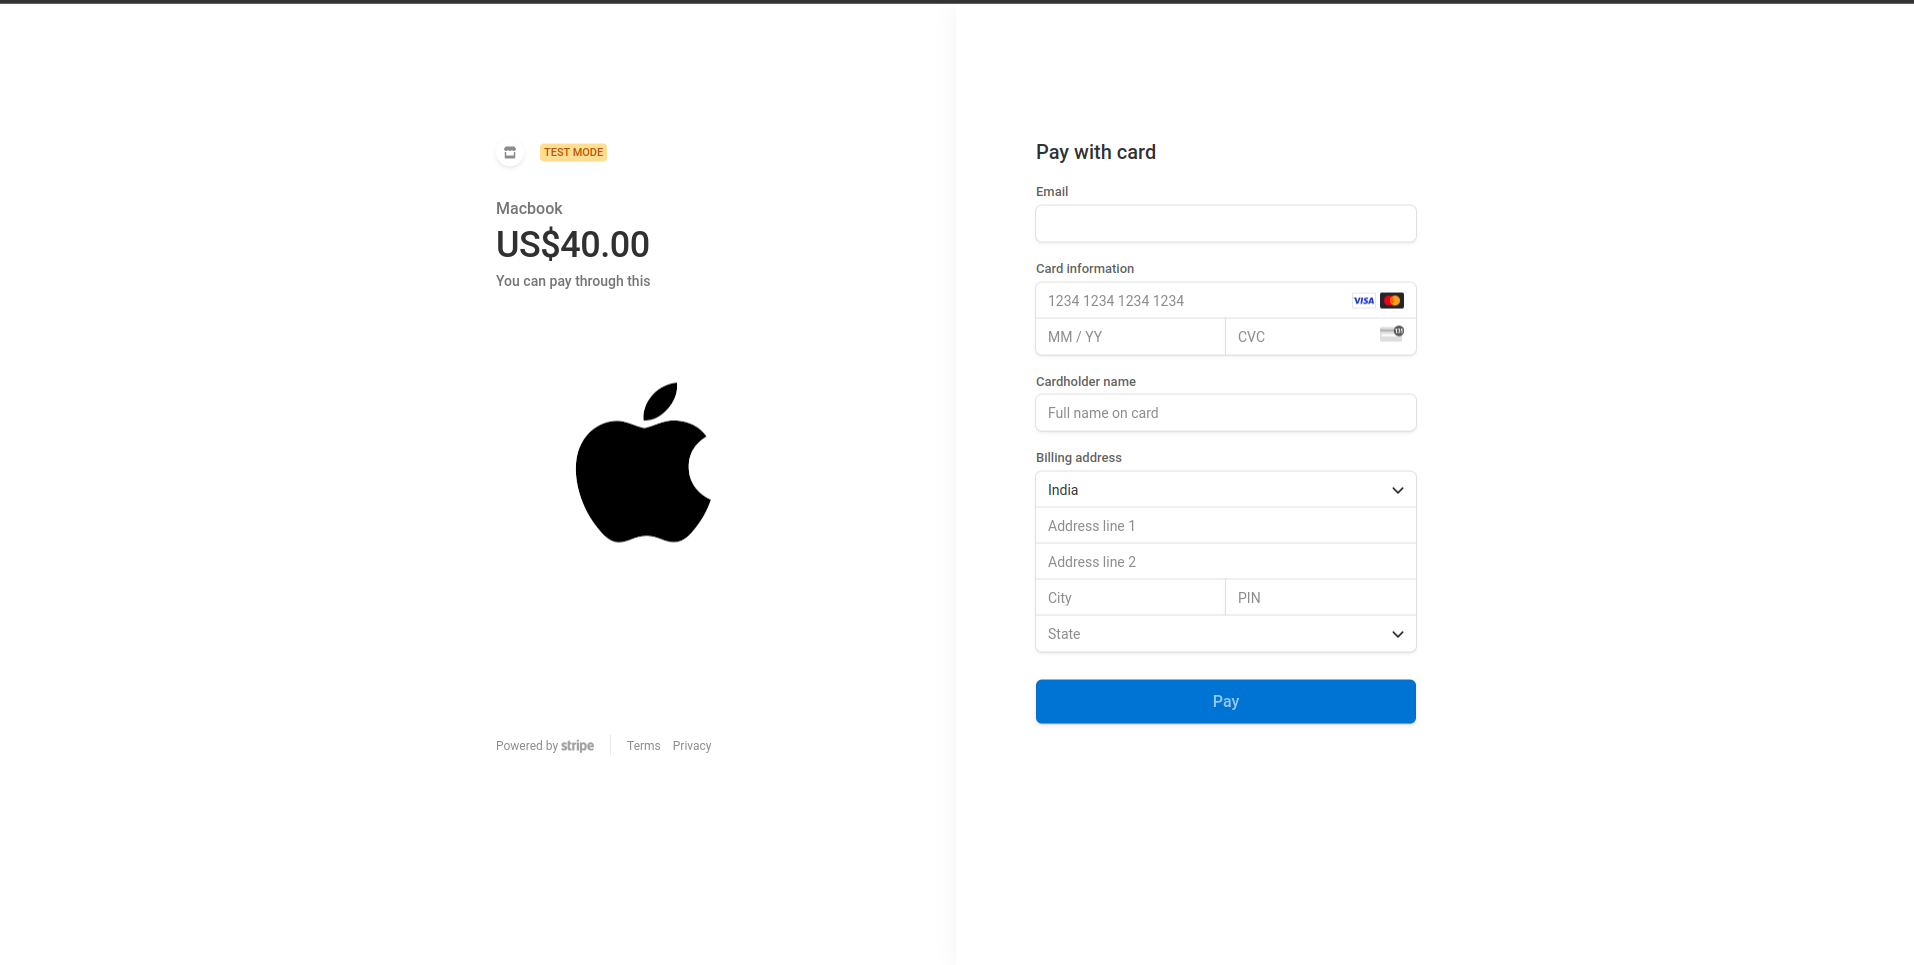 TEST MODE
Macbook
US$40.00
You can pay through this
Powered by stripe
Terms
Privacy
Pay with card
Email
Card information
1234 1234 1234 1234
VISA
MM / YY
CVC
Cardholder name
Full name on card
Billing address
India
Address line 1
Address line 2
City
PIN
State
Pay